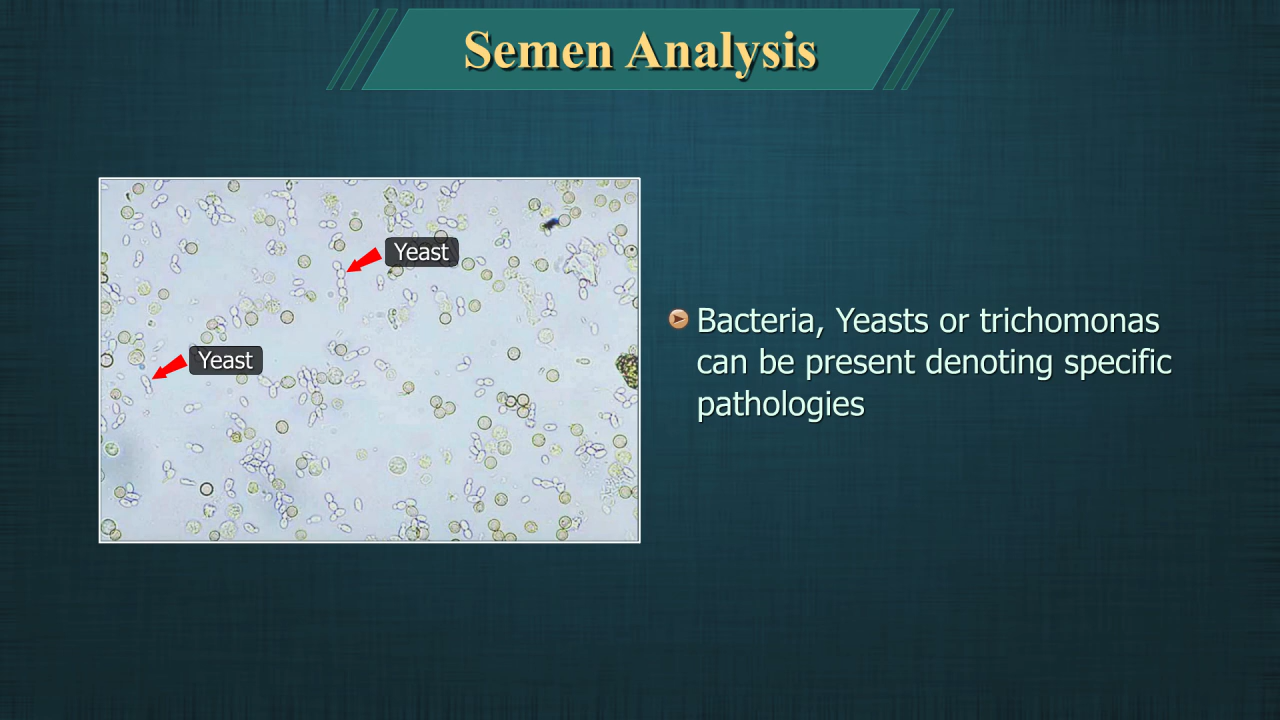 Semen Analysis
Yeast
Yeast
Bacteria, Yeasts or trichomonas
can be present denoting specific
pathologies